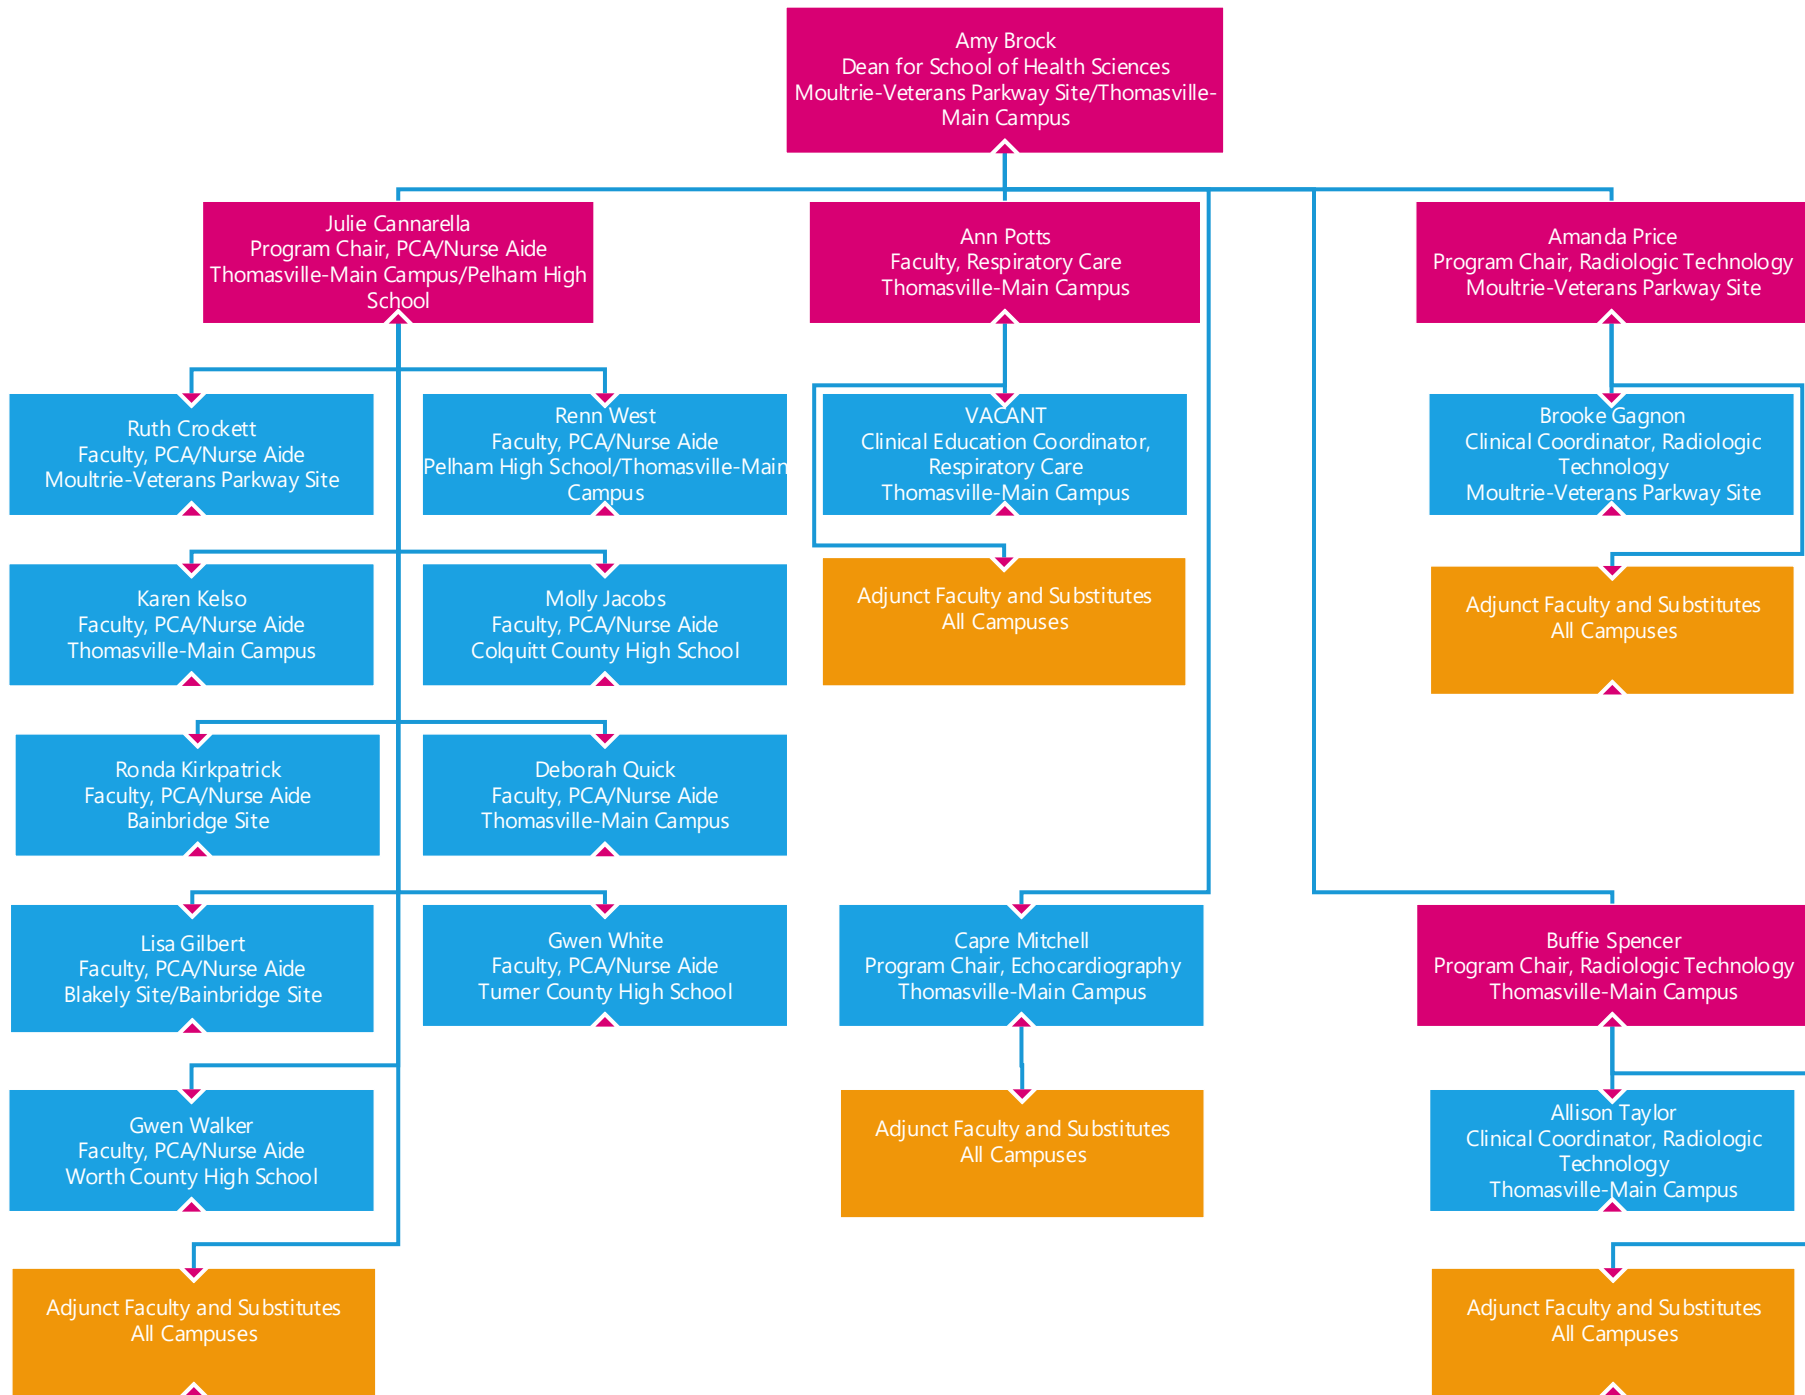 Amy Brock
Dean for School of Health Sciences
Moultrie-Veterans Parkway Site/Thomasville-
Main Campus
Julie Cannarella
Program Chair, PCA/Nurse Aide
Thomasville-Main Campus/Pelham High
School
Ann Potts
Faculty, Respiratory Care
Thomasville-Main Campus
Amanda Price
Program Chair, Radiologic Technology
Moultrie-Veterans Parkway Site
Ruth Crockett
Faculty, PCA/Nurse Aide
Moultrie-Veterans Parkway Site
Renn West
Faculty, PCA/Nurse Aide
Pelham High School/Thomasville-Main
Campus
VACANT
Clinical Education Coordinator,
Respiratory Care
Thomasville-Main Campus
Brooke Gagnon
Clinical Coordinator, Radiologic
Technology
Moultrie-Veterans Parkway Site
Karen Kelso
Faculty, PCA/Nurse Aide
Thomasville-Main Campus
Molly Jacobs
Faculty, PCA/Nurse Aide
Colquitt County High School
Adjunct Faculty and Substitutes
All Campuses
Adjunct Faculty and Substitutes
All Campuses
Ronda Kirkpatrick
Faculty, PCA/Nurse Aide
Bainbridge Site
Deborah Quick
Faculty, PCA/Nurse Aide
Thomasville-Main Campus
Lisa Gilbert
Faculty, PCA/Nurse Aide
Blakely Site/Bainbridge Site
Gwen White
Faculty, PCA/Nurse Aide
Turner County High School
Capre Mitchell
Program Chair, Echocardiography
Thomasville-Main Campus
Buffie Spencer
Program Chair, Radiologic Technology
Thomasville-Main Campus
Gwen Walker
Faculty, PCA/Nurse Aide
Worth County High School
Adjunct Faculty and Substitutes
All Campuses
Allison Taylor
Clinical Coordinator, Radiologic
Technology
Thomasville-Main Campus
Adjunct Faculty and Substitutes
All Campuses
Adjunct Faculty and Substitutes
All Campuses